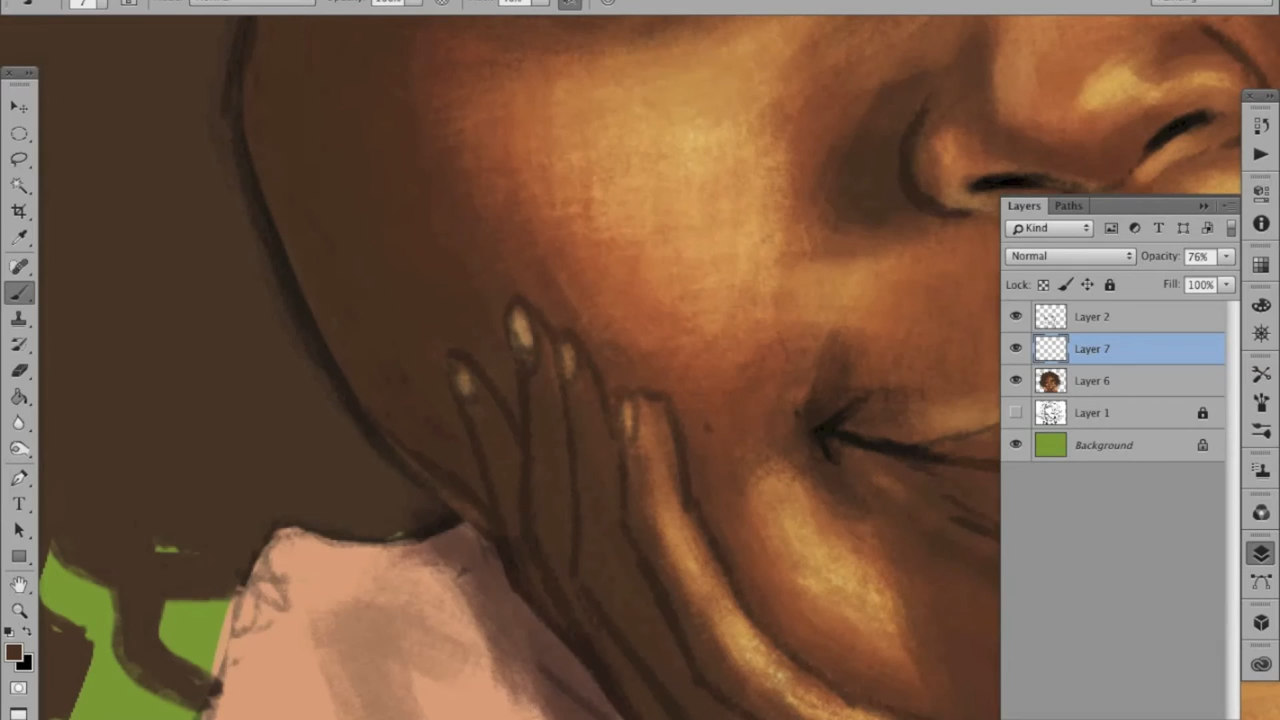 Layers Paths
Kind
Normal Opacity: 76%
Lock: Fill: 100%
Layer 2
Layer 7
Layer 6
Layer 1
Background